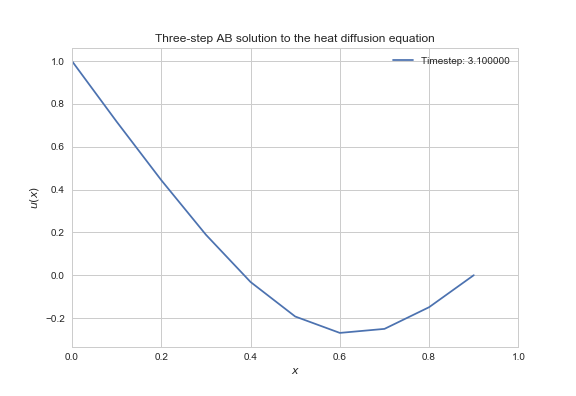 Three-step AB solution to the heat diffusion equation
Timestep: 3.100000
1.0
0.8
0.6
0.4
0.2
0.0
−0.2
u(x)
0.0 0.2 0.4 0.6 0.8 1.0
x